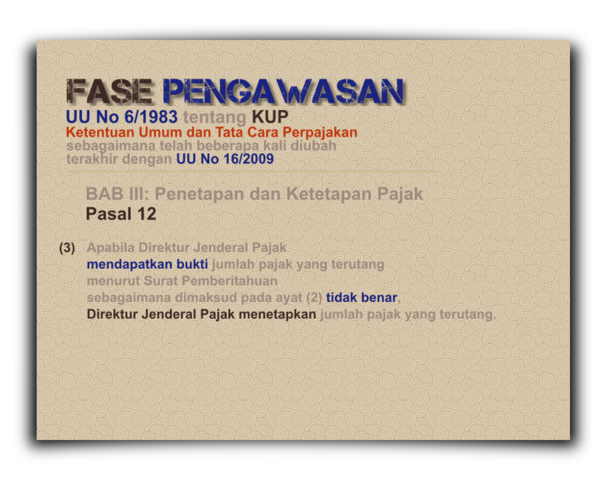 FASE PENGAWASAN
UU No 6/1983 tentang KUP
Ketentuan Umum dan Tata Cara Perpajakan
sebagaimana telah beberapa kali diubah
terakhir dengan UU No 16/2009
BAB III: Penetapan dan Ketetapan Pajak
Pasal 12
(3) Apabila Direktur Jenderal Pajak
mendapatkan bukti jumlah pajak yang terutang
menurut Surat Pemberitahuan
sebagaimana dimaksud pada ayat (2) tidak benar,
Direktur Jenderal Pajak menetapkan jumlah pajak yang terutang.